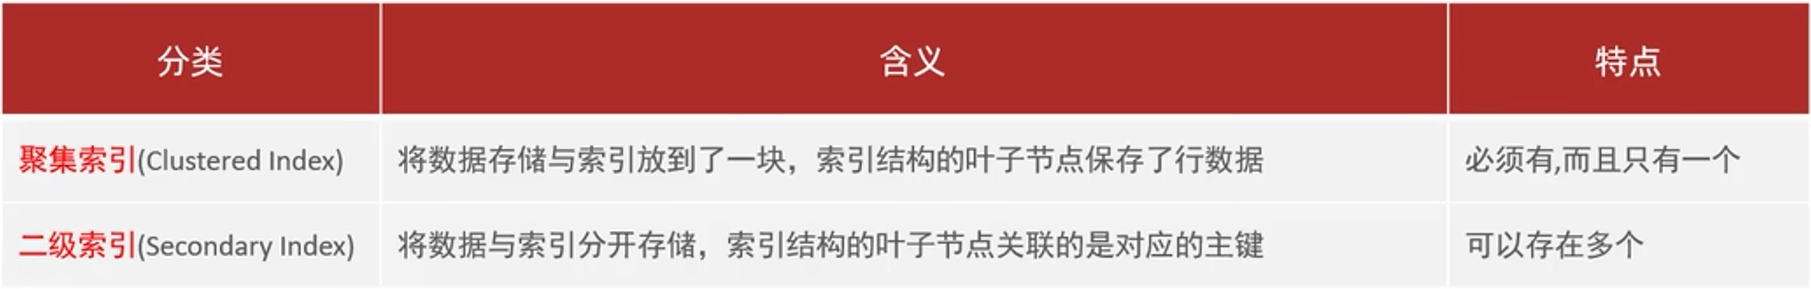 分类 含义 特点
聚集索引(Clustered Index) 将数据存储与索引放到了一块，索引结构的叶子节点保存了行数据 必须有,而且只有一个
二级索引(Secondary Index) 将数据与索引分开存储，索引结构的叶子节点关联的是对应的主键 可以存在多个